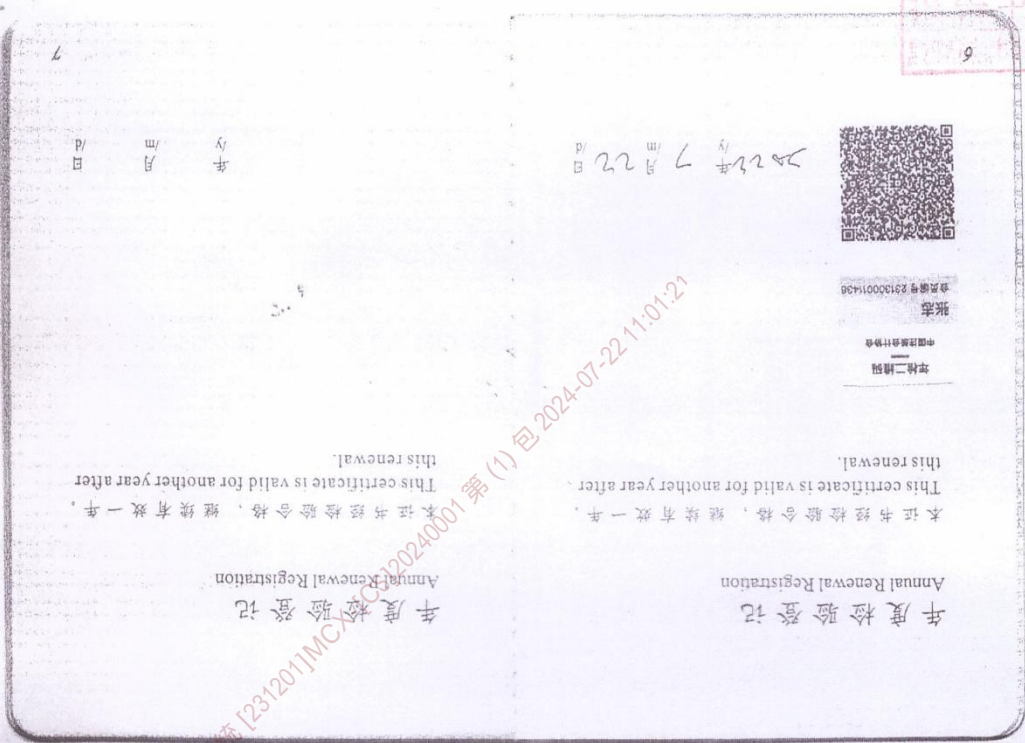 年度检验登记
Annual Renewal Registration
本证书经检验合格，继续有效一年。
This certificate is valid for another year after
this renewal.
年检二维码
中国注册会计师协会
张志
会员编号 231300001436
年 月 日
/y /m /d
6
年度检验登记
Annual Renewal Registration
本证书经检验合格，继续有效一年。
This certificate is valid for another year after
this renewal.
年 月 日
/y /m /d
7
[231201]MCX[CS]20240001 第 (1) 包 2024-07-22 11:01:21